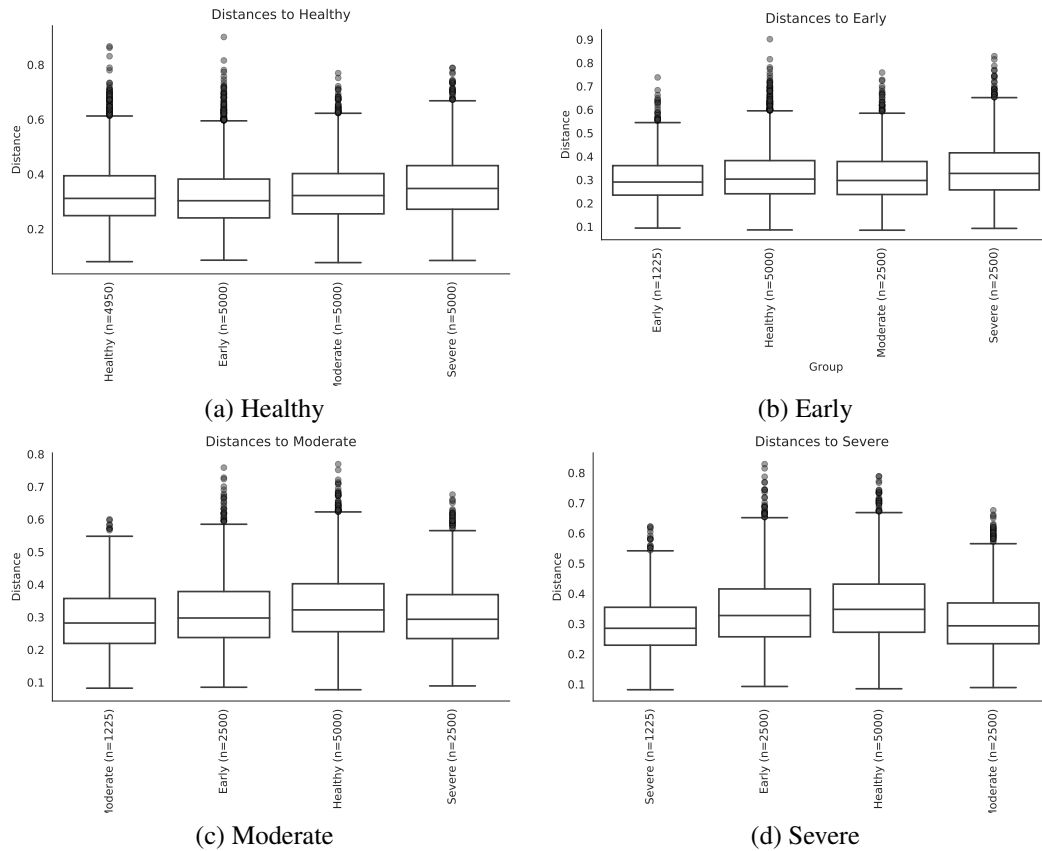 Distances to Healthy
Distance
0.8
0.6
0.4
0.2
Healthy (n=4950)
Early (n=5000)
oderate (n=5000)
Severe (n=5000)
(a) Healthy
Distances to Early
Distance
0.9
0.8
0.7
0.6
0.5
0.4
0.3
0.2
0.1
Early (n=1225)
Healthy (n=5000)
Moderate (n=2500)
Severe (n=2500)
Group
(b) Early
Distances to Moderate
Distance
0.8
0.7
0.6
0.5
0.4
0.3
0.2
0.1
oderate (n=1225)
Early (n=2500)
Healthy (n=5000)
Severe (n=2500)
(c) Moderate
Distances to Severe
Distance
0.8
0.7
0.6
0.5
0.4
0.3
0.2
0.1
Severe (n=1225)
Early (n=2500)
Healthy (n=5000)
oderate (n=2500)
(d) Severe